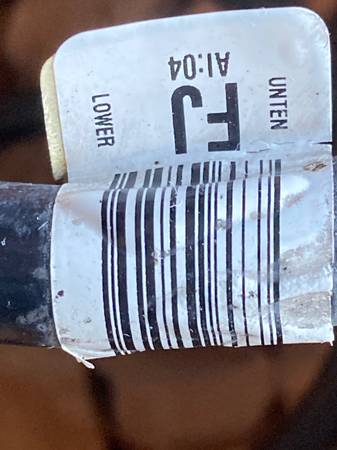 UNTEN
FJ
AI:04
LOWER